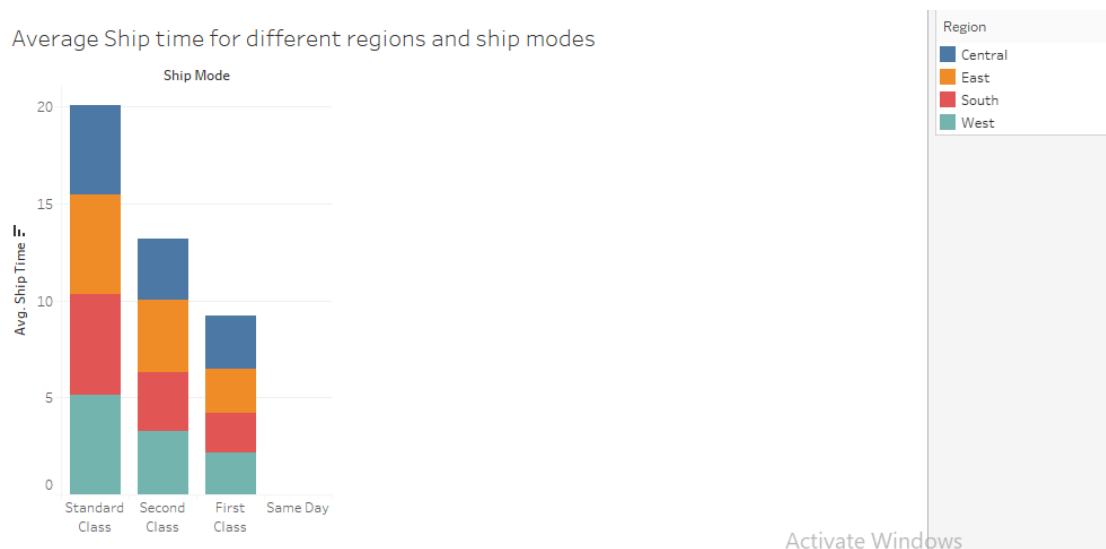 Average Ship time for different regions and ship modes
Ship Mode
Avg. Ship Time
20
15
10
5
0
Standard Class
Second Class
First Class
Same Day
Region
Central
East
South
West
Activate Windows